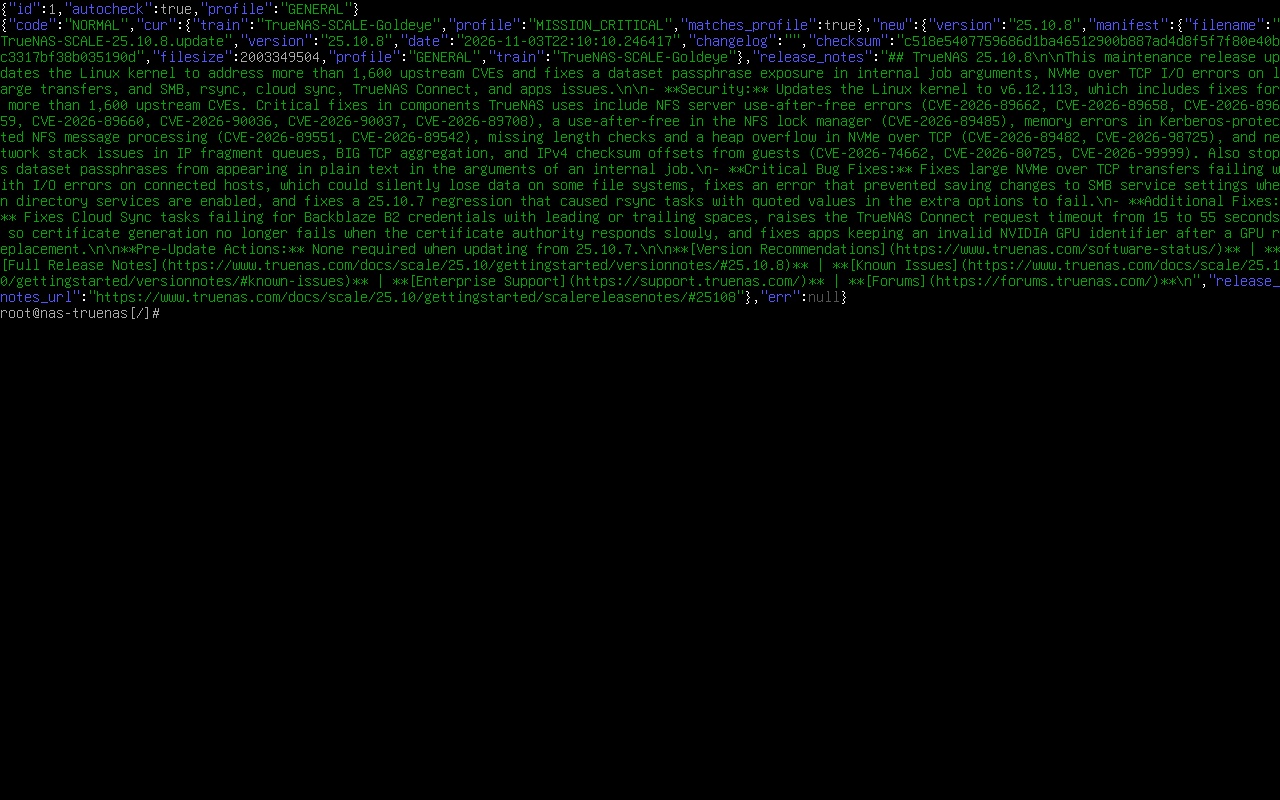 {"id":1,"autocheck":true,"profile":"GENERAL"}
{"code":"NORMAL","cur":{"train":"TrueNAS-SCALE-Goldeye","profile":"MISSION_CRITICAL","matches_profile":true},"new":{"version":"25.10.8","manifest":{"filename":"
TrueNAS-SCALE-25.10.8.update","version":"25.10.8","date":"2026-11-03T22:10:10.246417","changelog":"","checksum":"c518e5407759686d1ba46512900b887ad4d8f5f7f80e40b
c3317bf38b035190d","filesize":2003349504,"profile":"GENERAL","train":"TrueNAS-SCALE-Goldeye"},"release_notes":"## TrueNAS 25.10.8\n\nThis maintenance release up
dates the Linux kernel to address more than 1,600 upstream CVEs and fixes a dataset passphrase exposure in internal job arguments, NVMe over TCP I/O errors on l
arge transfers, and SMB, rsync, cloud sync, TrueNAS Connect, and apps issues.\n\n- **Security:** Updates the Linux kernel to v6.12.113, which includes fixes for
 more than 1,600 upstream CVEs. Critical fixes in components TrueNAS uses include NFS server use-after-free errors (CVE-2026-89662, CVE-2026-89658, CVE-2026-896
59, CVE-2026-89660, CVE-2026-90036, CVE-2026-90037, CVE-2026-89708), a use-after-free in the NFS lock manager (CVE-2026-89485), memory errors in Kerberos-protec
ted NFS message processing (CVE-2026-89551, CVE-2026-89542), missing length checks and a heap overflow in NVMe over TCP (CVE-2026-89482, CVE-2026-98725), and ne
twork stack issues in IP fragment queues, BIG TCP aggregation, and IPv4 checksum offsets from guests (CVE-2026-74662, CVE-2026-80725, CVE-2026-99999). Also stop
s dataset passphrases from appearing in plain text in the arguments of an internal job.\n- **Critical Bug Fixes:** Fixes large NVMe over TCP transfers failing w
ith I/O errors on connected hosts, which could silently lose data on some file systems, fixes an error that prevented saving changes to SMB service settings whe
n directory services are enabled, and fixes a 25.10.7 regression that caused rsync tasks with quoted values in the extra options to fail.\n- **Additional Fixes:
** Fixes Cloud Sync tasks failing for Backblaze B2 credentials with leading or trailing spaces, raises the TrueNAS Connect request timeout from 15 to 55 seconds
 so certificate generation no longer fails when the certificate authority responds slowly, and fixes apps keeping an invalid NVIDIA GPU identifier after a GPU r
eplacement.\n\n**Pre-Update Actions:** None required when updating from 25.10.7.\n\n**[Version Recommendations](https://www.truenas.com/software-status/)** | **
[Full Release Notes](https://www.truenas.com/docs/scale/25.10/gettingstarted/versionnotes/#25.10.8)** | **[Known Issues](https://www.truenas.com/docs/scale/25.1
0/gettingstarted/versionnotes/#known-issues)** | **[Enterprise Support](https://support.truenas.com/)** | **[Forums](https://forums.truenas.com/)**\n","release_
notes_url":"https://www.truenas.com/docs/scale/25.10/gettingstarted/scalereleasenotes/#25108"},"err":null}
root@nas-truenas[/]#